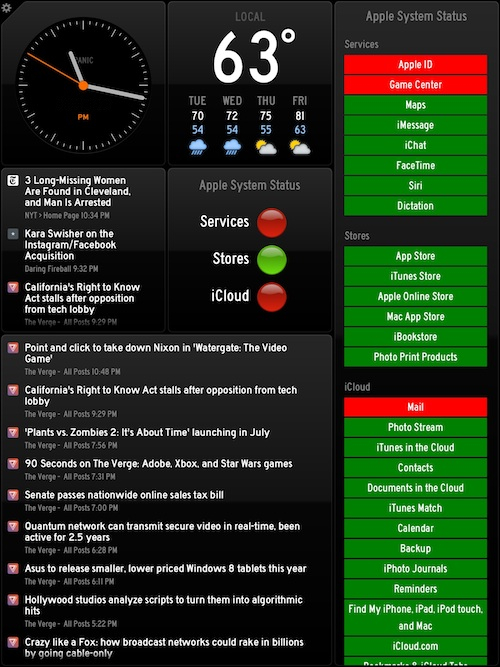 PANIC
PM
LOCAL
63°
TUE WED THU FRI
70 72 75 81
54 54 55 63
3 Long-Missing Women
Are Found in Cleveland,
and Man Is Arrested
NYT > Home Page 10:34 PM
Kara Swisher on the
Instagram/Facebook
Acquisition
Daring Fireball 9:32 PM
California's Right to Know
Act stalls after opposition
from tech lobby
The Verge - All Posts 9:29 PM
Apple System Status
Services
Stores
iCloud
Point and click to take down Nixon in 'Watergate: The Video
Game'
The Verge - All Posts 10:48 PM
California's Right to Know Act stalls after opposition from tech
lobby
The Verge - All Posts 9:29 PM
'Plants vs. Zombies 2: It's About Time' launching in July
The Verge - All Posts 7:56 PM
90 Seconds on The Verge: Adobe, Xbox, and Star Wars games
The Verge - All Posts 7:31 PM
Senate passes nationwide online sales tax bill
The Verge - All Posts 7:00 PM
Quantum network can transmit secure video in real-time, been
active for 2.5 years
The Verge - All Posts 6:28 PM
Asus to release smaller, lower priced Windows 8 tablets this year
The Verge - All Posts 6:11 PM
Hollywood studios analyze scripts to turn them into algorithmic
hits
The Verge - All Posts 5:22 PM
Crazy like a Fox: how broadcast networks could rake in billions
by going cable-only
Apple System Status
Services
Apple ID
Game Center
Maps
iMessage
iChat
FaceTime
Siri
Dictation
Stores
App Store
iTunes Store
Apple Online Store
Mac App Store
iBookstore
Photo Print Products
iCloud
Mail
Photo Stream
iTunes in the Cloud
Contacts
Documents in the Cloud
iTunes Match
Calendar
Backup
iPhoto Journals
Reminders
Find My iPhone, iPad, iPod touch,
and Mac
iCloud.com
Bookmarks & iCloud Tabs